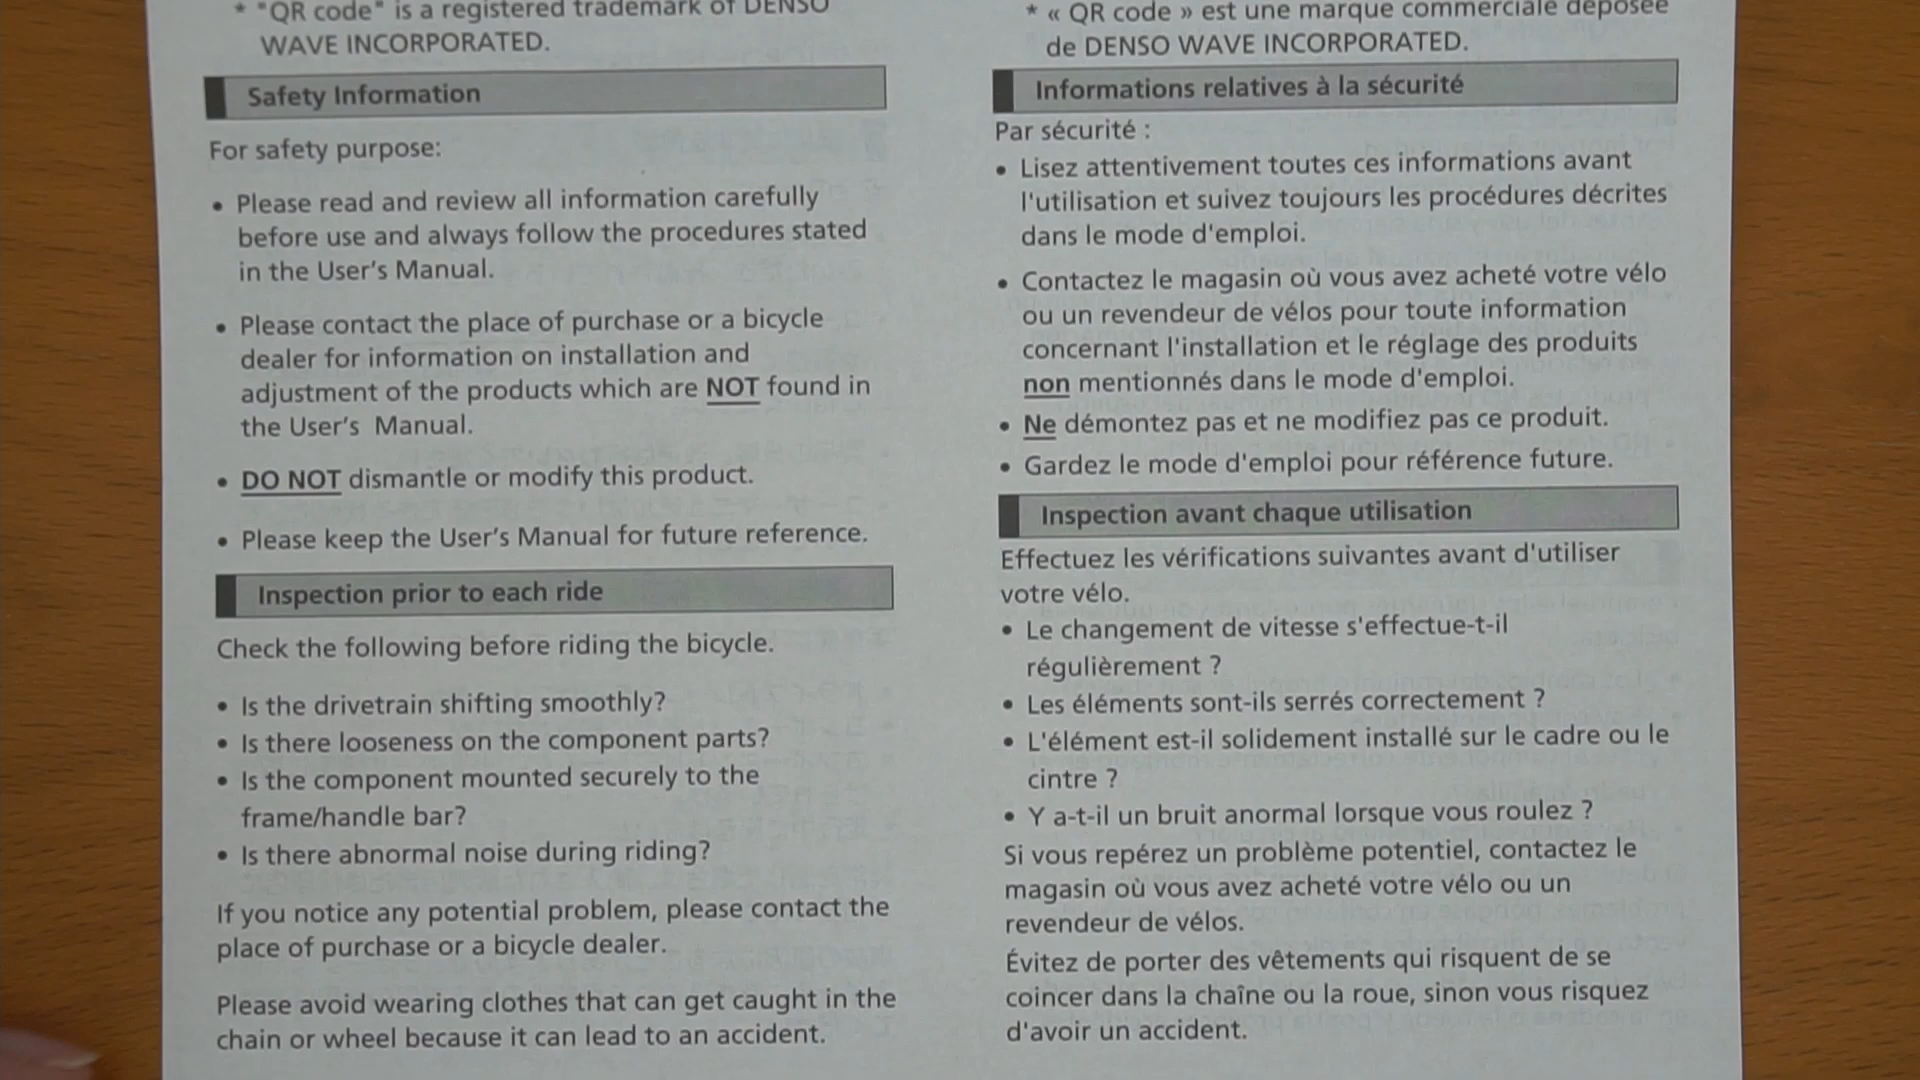 * "QR code" is a registered trademark of DENSO
WAVE INCORPORATED.
Safety Information
For safety purpose:
• Please read and review all information carefully
before use and always follow the procedures stated
in the User's Manual.
• Please contact the place of purchase or a bicycle
dealer for information on installation and
adjustment of the products which are NOT found in
the User's Manual.
• DO NOT dismantle or modify this product.
• Please keep the User's Manual for future reference.
Inspection prior to each ride
Check the following before riding the bicycle.
• Is the drivetrain shifting smoothly?
• Is there looseness on the component parts?
• Is the component mounted securely to the
frame/handle bar?
• Is there abnormal noise during riding?
If you notice any potential problem, please contact the
place of purchase or a bicycle dealer.
Please avoid wearing clothes that can get caught in the
chain or wheel because it can lead to an accident.
* « QR code » est une marque commerciale déposée
de DENSO WAVE INCORPORATED.
Informations relatives à la sécurité
Par sécurité :
• Lisez attentivement toutes ces informations avant
l'utilisation et suivez toujours les procédures décrites
dans le mode d'emploi.
• Contactez le magasin où vous avez acheté votre vélo
ou un revendeur de vélos pour toute information
concernant l'installation et le réglage des produits
non mentionnés dans le mode d'emploi.
• Ne démontez pas et ne modifiez pas ce produit.
• Gardez le mode d'emploi pour référence future.
Inspection avant chaque utilisation
Effectuez les vérifications suivantes avant d'utiliser
votre vélo.
• Le changement de vitesse s'effectue-t-il
régulièrement ?
• Les éléments sont-ils serrés correctement ?
• L'élément est-il solidement installé sur le cadre ou le
cintre ?
• Y a-t-il un bruit anormal lorsque vous roulez ?
Si vous repérez un problème potentiel, contactez le
magasin où vous avez acheté votre vélo ou un
revendeur de vélos.
Évitez de porter des vêtements qui risquent de se
coincer dans la chaîne ou la roue, sinon vous risquez
d'avoir un accident.